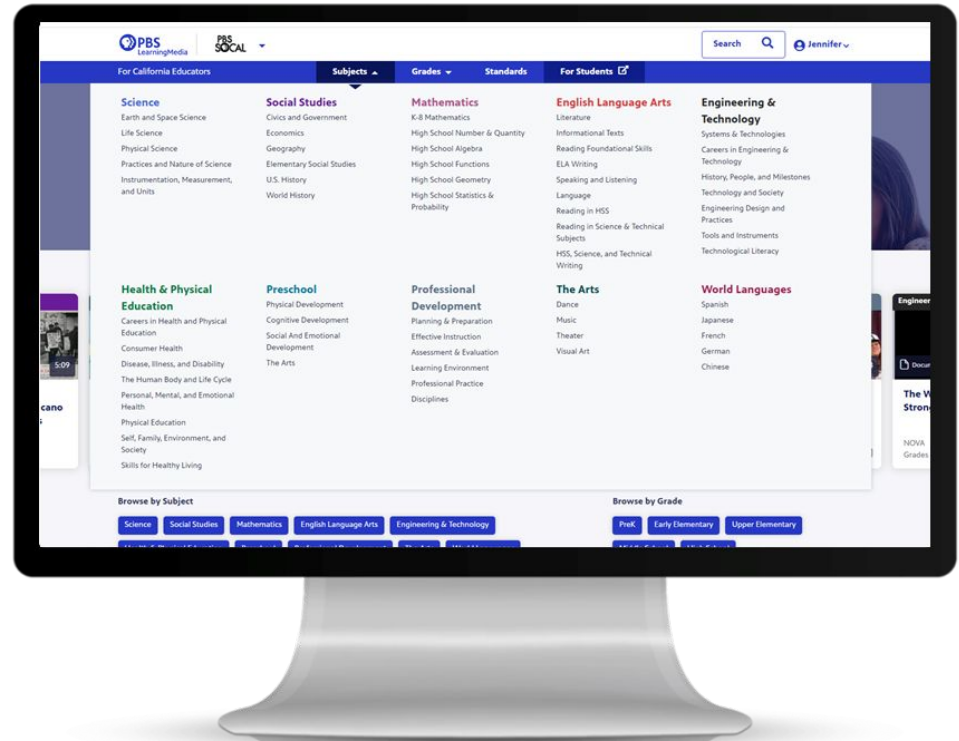 PBS
LearningMedia
PBS
SOCAL
Search
Jennifer
For California Educators
Subjects
Grades
Standards
For Students
Science
Earth and Space Science
Life Science
Physical Science
Practices and Nature of Science
Instrumentation, Measurement,
and Units
Social Studies
Civics and Government
Economics
Geography
Elementary Social Studies
U.S. History
World History
Mathematics
K-8 Mathematics
High School Number & Quantity
High School Algebra
High School Functions
High School Geometry
High School Statistics &
Probability
English Language Arts
Literature
Informational Texts
Reading Foundational Skills
ELA Writing
Speaking and Listening
Language
Reading in HSS
Reading in Science & Technical
Subjects
HSS, Science, and Technical
Writing
Engineering &
Technology
Systems & Technologies
Careers in Engineering &
Technology
History, People, and Milestones
Technology and Society
Engineering Design and
Practices
Tools and Instruments
Technological Literacy
Health & Physical
Education
Careers in Health and Physical
Education
Consumer Health
Disease, Illness, and Disability
The Human Body and Life Cycle
Personal, Mental, and Emotional
Health
Physical Education
Self, Family, Environment, and
Society
Skills for Healthy Living
Preschool
Physical Development
Cognitive Development
Social And Emotional
Development
The Arts
Professional
Development
Planning & Preparation
Effective Instruction
Assessment & Evaluation
Learning Environment
Professional Practice
Disciplines
The Arts
Dance
Music
Theater
Visual Art
World Languages
Spanish
Japanese
French
German
Chinese
5:09
cano
Engineer
Docum
The W
Stron
NOVA
Grades
Browse by Subject
Science
Social Studies
Mathematics
English Language Arts
Engineering & Technology
Browse by Grade
PreK
Early Elementary
Upper Elementary